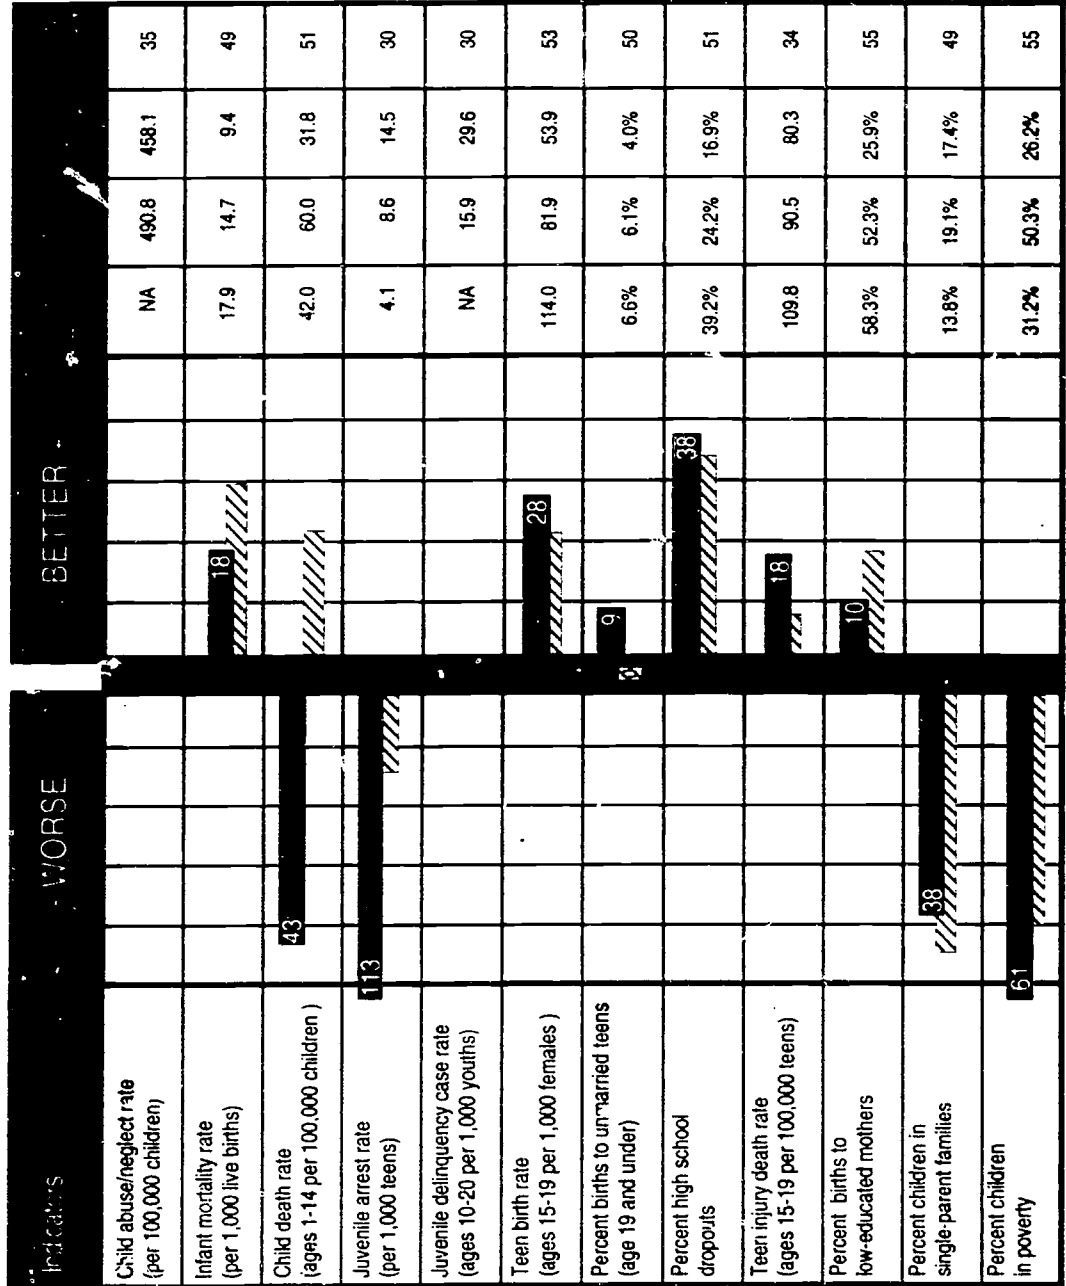 Indicators
WORSE
BETTER
Child abuse/neglect rate
(per 100,000 children)
NA
490.8
458.1
35
Infant mortality rate
(per 1,000 live births)
18
17.9
14.7
9.4
49
Child death rate
(ages 1-14 per 100,000 children )
43
42.0
60.0
31.8
51
Juvenile arrest rate
(per 1,000 teens)
113
4.1
8.6
14.5
30
Juvenile delinquency case rate
(ages 10-20 per 1,000 youths)
NA
15.9
29.6
30
Teen birth rate
(ages 15-19 per 1,000 females )
28
114.0
81.9
53.9
53
Percent births to unmarried teens
(age 19 and under)
0
9
6.6%
6.1%
4.0%
50
Percent high school
dropouts
38
39.2%
24.2%
16.9%
51
Teen injury death rate
(ages 15-19 per 100,000 teens)
18
109.8
90.5
80.3
34
Percent births to
low-educated mothers
10
58.3%
52.3%
25.9%
55
Percent children in
single-parent families
38
13.8%
19.1%
17.4%
49
Percent children
in poverty
61
31.2%
50.3%
26.2%
55